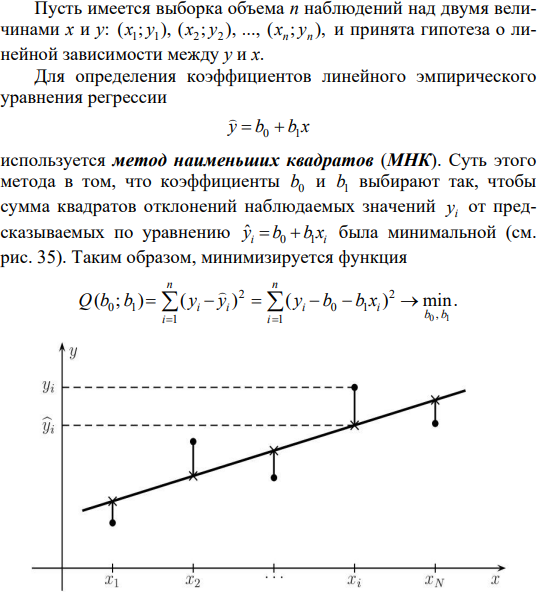 Пусть имеется выборка объема n наблюдений над двумя вели-
чинами x и y: (x₁; y₁), (x₂; y₂), ..., (xₙ; yₙ), и принята гипотеза о ли-
нейной зависимости между y и x.
Для определения коэффициентов линейного эмпирического
уравнения регрессии
ŷ = b₀ + b₁x
используется метод наименьших квадратов (МНК). Суть этого
метода в том, что коэффициенты b₀ и b₁ выбирают так, чтобы
сумма квадратов отклонений наблюдаемых значений yᵢ от пред-
сказываемых по уравнению ŷᵢ = b₀ + b₁xᵢ была минимальной (см.
рис. 35). Таким образом, минимизируется функция
Q(b₀; b₁) = ∑ⁿᵢ₌₁ (yᵢ − ŷᵢ)² = ∑ⁿᵢ₌₁ (yᵢ − b₀ − b₁xᵢ)² → min b₀, b₁.
y
yᵢ
ŷᵢ
x₁ x₂ ··· xᵢ x_N x